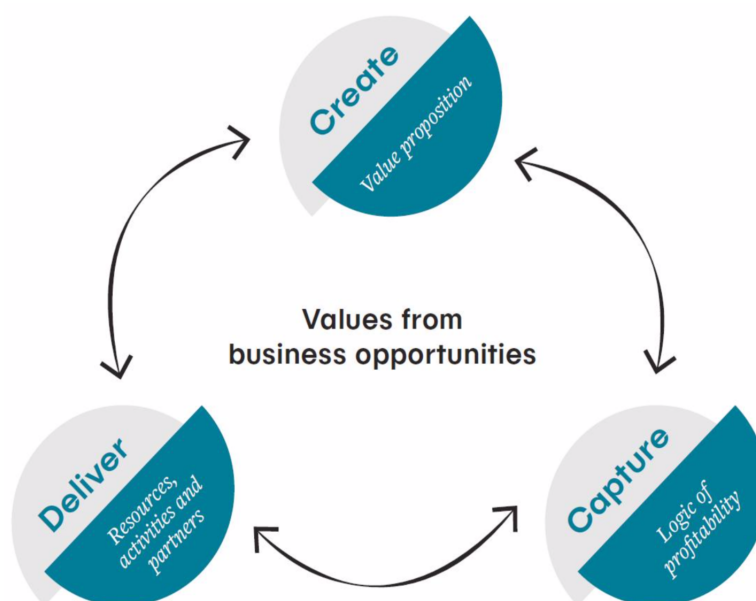 Create
Value proposition
Values from
business opportunities
Deliver
Resources,
activities and
partners
Capture
Logic of
profitability